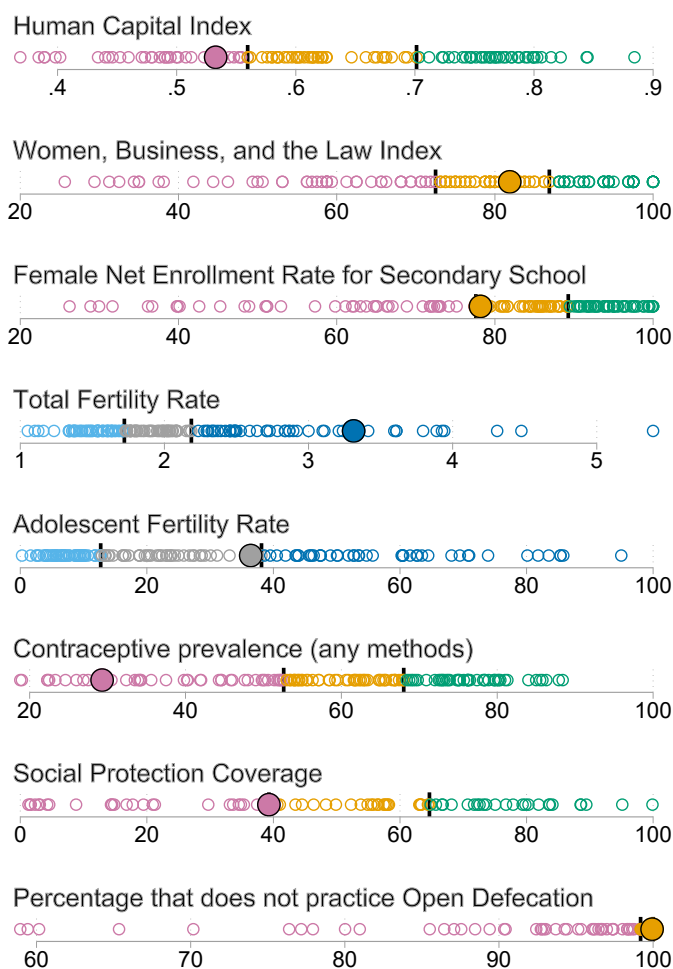 Human Capital Index
.4 .5 .6 .7 .8 .9
Women, Business, and the Law Index
20 40 60 80 100
Female Net Enrollment Rate for Secondary School
20 40 60 80 100
Total Fertility Rate
1 2 3 4 5
Adolescent Fertility Rate
0 20 40 60 80 100
Contraceptive prevalence (any methods)
20 40 60 80 100
Social Protection Coverage
0 20 40 60 80 100
Percentage that does not practice Open Defecation
60 70 80 90 100